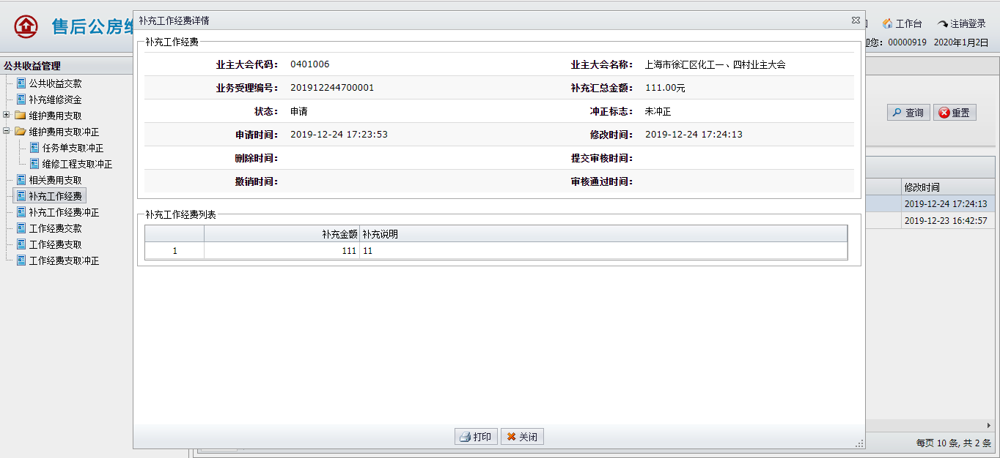 售后公房
工作台
注销登录
您：00000919 2020年1月2日
公共收益管理
公共收益交款
补充维修资金
维护费用支取
维护费用支取冲正
任务单支取冲正
维修工程支取冲正
相关费用支取
补充工作经费
补充工作经费冲正
工作经费交款
工作经费支取
工作经费支取冲正
补充工作经费详情
补充工作经费
业主大会代码： 0401006 业主大会名称： 上海市徐汇区化工一、四村业主大会
业务受理编号： 201912244700001 补充汇总金额： 111.00元
状态： 申请 冲正标志： 未冲正
申请时间： 2019-12-24 17:23:53 修改时间： 2019-12-24 17:24:13
删除时间： 提交审核时间：
撤销时间： 审核通过时间：
补充工作经费列表
补充金额 补充说明
1 111 11
打印 关闭
查询 重置
修改时间
2019-12-24 17:24:13
2019-12-23 16:42:57
每页 10 条, 共 2 条